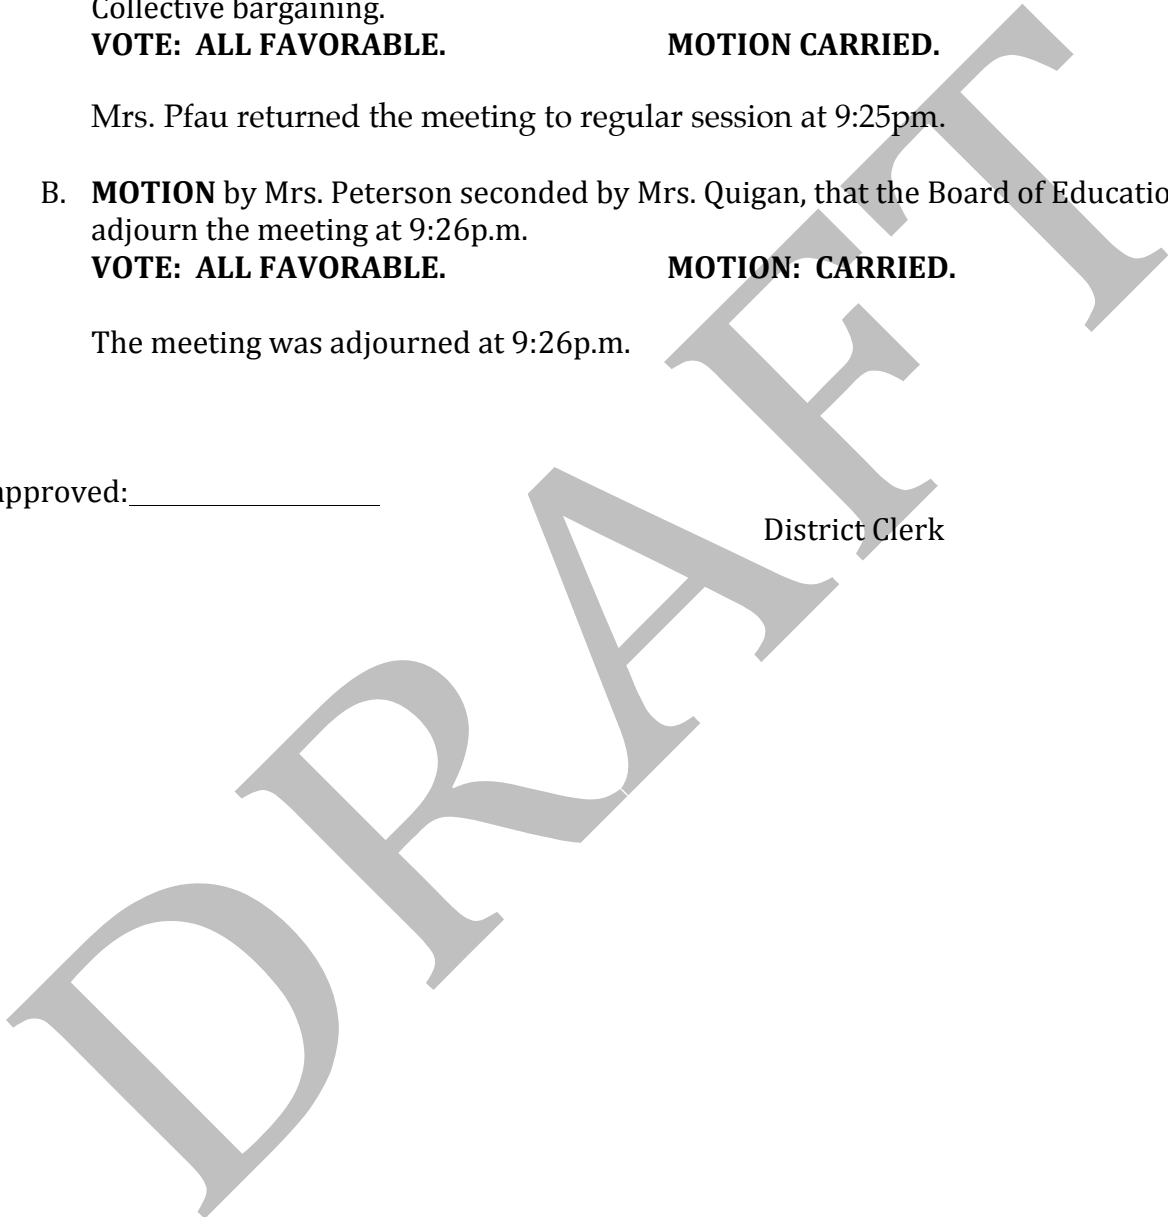 Collective bargaining.
VOTE: ALL FAVORABLE. MOTION CARRIED.
Mrs. Pfau returned the meeting to regular session at 9:25pm.
B. MOTION by Mrs. Peterson seconded by Mrs. Quigan, that the Board of Educatio
adjourn the meeting at 9:26p.m.
VOTE: ALL FAVORABLE. MOTION: CARRIED.
The meeting was adjourned at 9:26p.m.
approved:
District Clerk
DRAFT